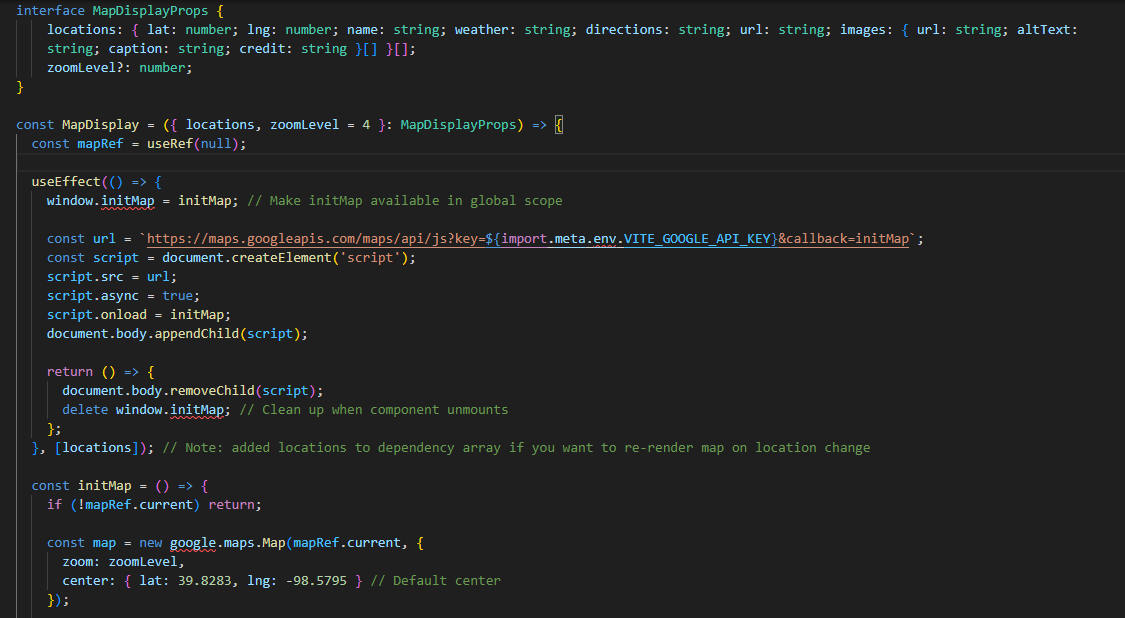 interface MapDisplayProps {
    locations: { lat: number; lng: number; name: string; weather: string; directions: string; url: string; images: { url: string; altText:
    string; caption: string; credit: string }[] }[];
    zoomLevel?: number;
}
const MapDisplay = ({ locations, zoomLevel = 4 }: MapDisplayProps) => {
  const mapRef = useRef(null);
  useEffect(() => {
    window.initMap = initMap; // Make initMap available in global scope
    const url = `https://maps.googleapis.com/maps/api/js?key=${import.meta.env.VITE_GOOGLE_API_KEY}&callback=initMap`;
    const script = document.createElement('script');
    script.src = url;
    script.async = true;
    script.onload = initMap;
    document.body.appendChild(script);
    return () => {
      document.body.removeChild(script);
      delete window.initMap; // Clean up when component unmounts
    };
  }, [locations]); // Note: added locations to dependency array if you want to re-render map on location change
  const initMap = () => {
    if (!mapRef.current) return;
    const map = new google.maps.Map(mapRef.current, {
      zoom: zoomLevel,
      center: { lat: 39.8283, lng: -98.5795 } // Default center
    });